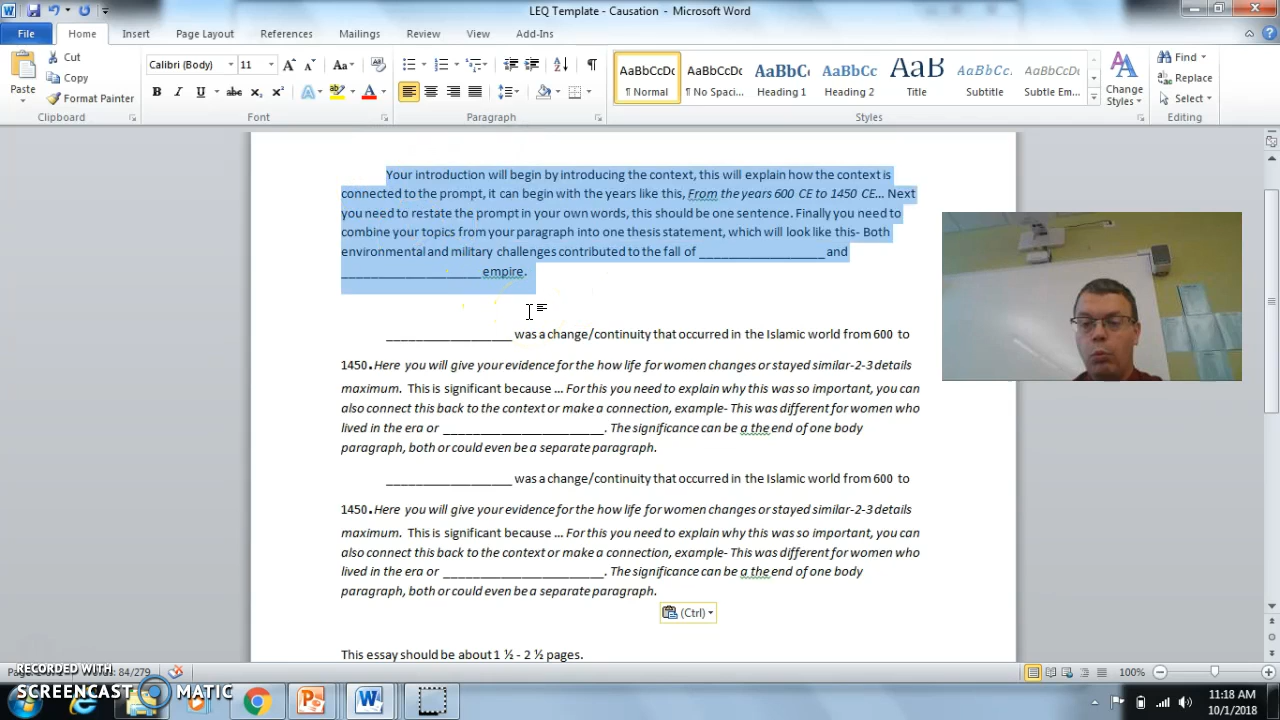 LEQ Template - Causation - Microsoft Word
File Home Insert Page Layout References Mailings Review View Add-Ins
Cut
Copy
Format Painter
Paste
Calibri (Body) 11
AaBbCcDc AaBbCcDc AaBbCc AaBbCc AaB AaBbCcDc AaBbCcDc
¶ Normal ¶ No Spaci... Heading 1 Heading 2 Title Subtitle Subtle Em...
Change
Styles
Find
Replace
Select
Clipboard Font Paragraph Styles Editing
Your introduction will begin by introducing the context, this will explain how the context is
connected to the prompt, it can begin with the years like this, From the years 600 CE to 1450 CE... Next
you need to restate the prompt in your own words, this should be one sentence. Finally you need to
combine your topics from your paragraph into one thesis statement, which will look like this- Both
environmental and military challenges contributed to the fall of __________________ and
____________________ empire.
__________________ was a change/continuity that occurred in the Islamic world from 600 to
1450. Here you will give your evidence for the how life for women changes or stayed similar-2-3 details
maximum. This is significant because ... For this you need to explain why this was so important, you can
also connect this back to the context or make a connection, example- This was different for women who
lived in the era or _______________________. The significance can be a the end of one body
paragraph, both or could even be a separate paragraph.
__________________ was a change/continuity that occurred in the Islamic world from 600 to
1450. Here you will give your evidence for the how life for women changes or stayed similar-2-3 details
maximum. This is significant because ... For this you need to explain why this was so important, you can
also connect this back to the context or make a connection, example- This was different for women who
lived in the era or _______________________. The significance can be a the end of one body
paragraph, both or could even be a separate paragraph.
(Ctrl)
This essay should be about 1 ½ - 2 ½ pages.
Words: 84/279
100%
RECORDED WITH
SCREENCAST MATIC
11:18 AM
10/1/2018